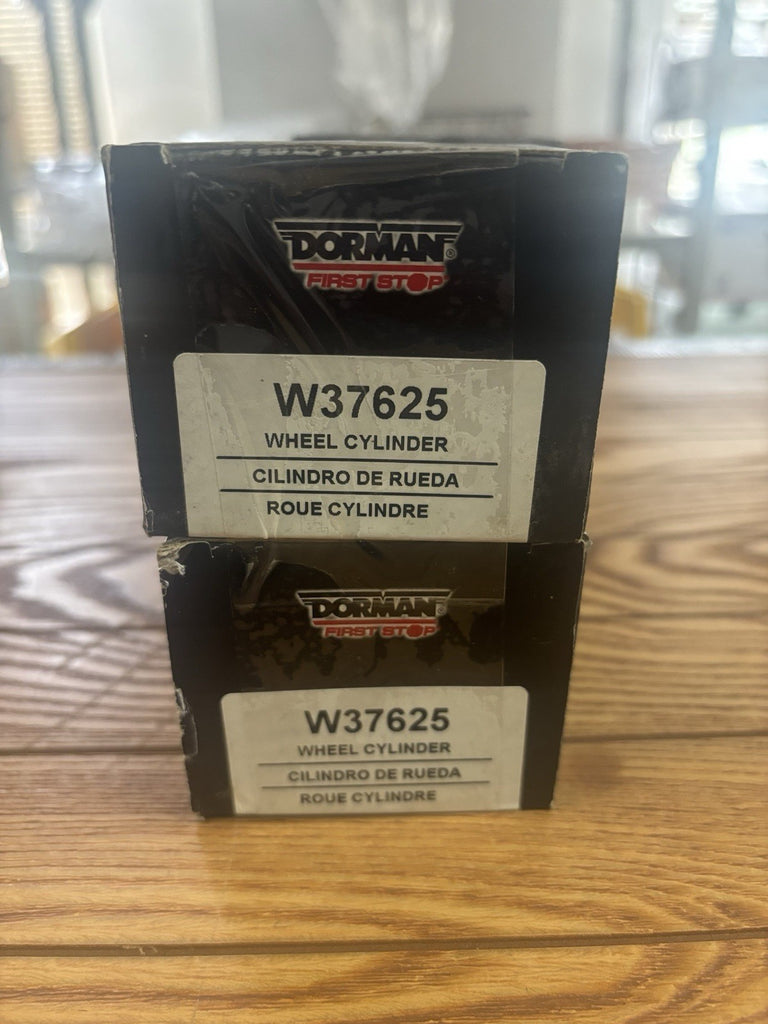 DORMAN®
FIRST STOP
W37625
WHEEL CYLINDER
CILINDRO DE RUEDA
ROUE CYLINDRE
DORMAN®
FIRST STOP
W37625
WHEEL CYLINDER
CILINDRO DE RUEDA
ROUE CYLINDRE